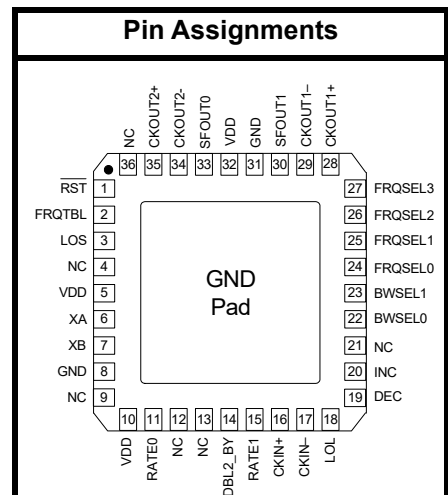 Pin Assignments
NC
CKOUT2+
CKOUT2-
SFOUT0
VDD
GND
SFOUT1
CKOUT1–
CKOUT1+
36 35 34 33 32 31 30 29 28
RST 1
FRQTBL 2
LOS 3
NC 4
VDD 5
XA 6
XB 7
GND 8
NC 9
GND
Pad
27 FRQSEL3
26 FRQSEL2
25 FRQSEL1
24 FRQSEL0
23 BWSEL1
22 BWSEL0
21 NC
20 INC
19 DEC
10 11 12 13 14 15 16 17 18
VDD
RATE0
NC
NC
DBL2_BY
RATE1
CKIN+
CKIN–
LOL